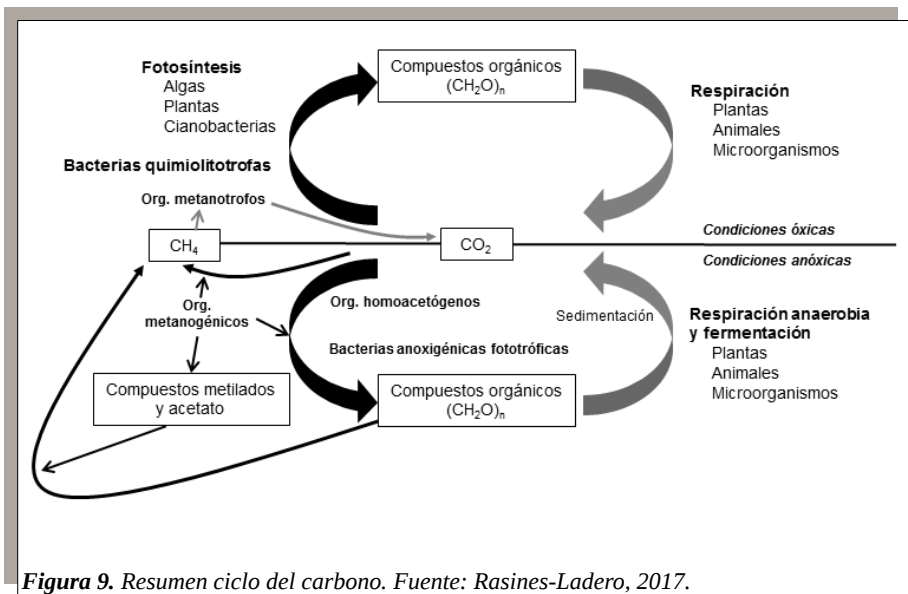 Fotosíntesis
Algas
Plantas
Cianobacterias
Compuestos orgánicos
(CH₂O)ₙ
Respiración
Plantas
Animales
Microorganismos
Bacterias quimiolitotrofas
Org. metanotrofos
CH₄
CO₂
Condiciones óxicas
Condiciones anóxicas
Org.
metanogénicos
Org. homoacetógenos
Sedimentación
Bacterias anoxigénicas fototróficas
Respiración anaerobia
y fermentación
Plantas
Animales
Microorganismos
Compuestos metilados
y acetato
Compuestos orgánicos
(CH₂O)ₙ
Figura 9. Resumen ciclo del carbono. Fuente: Rasines-Ladero, 2017.